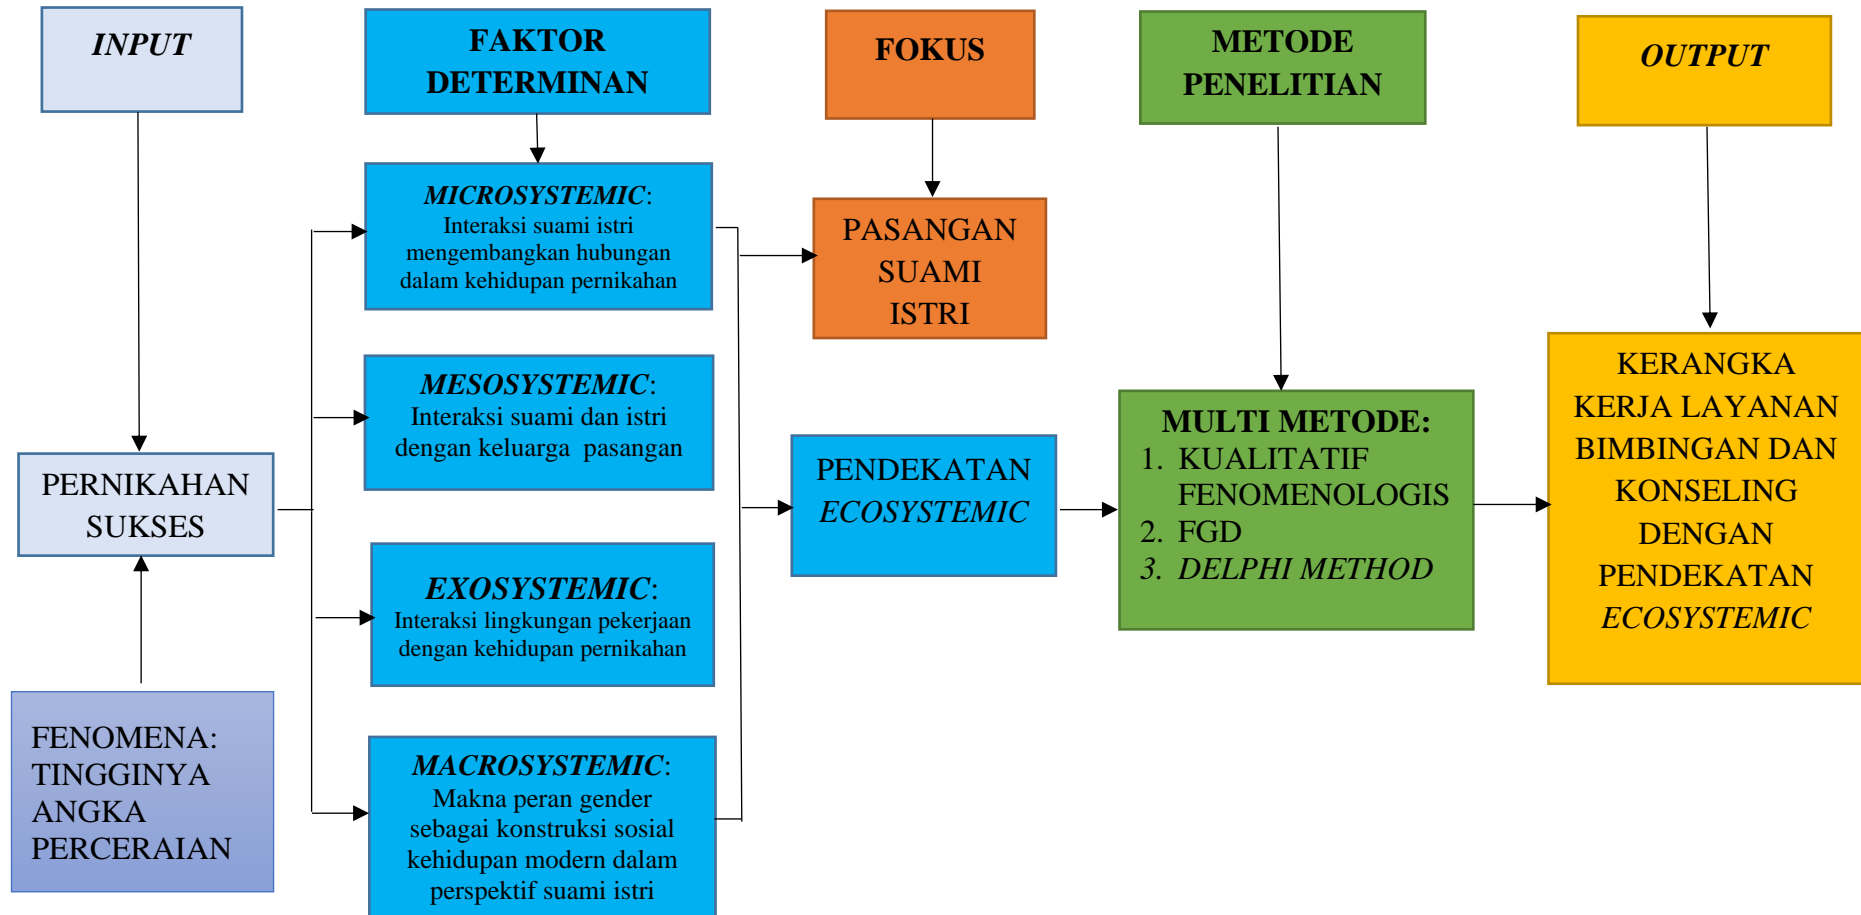 INPUT
FAKTOR
DETERMINAN
FOKUS
METODE
PENELITIAN
OUTPUT
MICROSYSTEMIC:
Interaksi suami istri
mengembangkan hubungan
dalam kehidupan pernikahan
PASANGAN
SUAMI
ISTRI
MESOSYSTEMIC:
Interaksi suami dan istri
dengan keluarga pasangan
PERNIKAHAN
SUKSES
PENDEKATAN
ECOSYSTEMIC
MULTI METODE:
1. KUALITATIF
FENOMENOLOGIS
2. FGD
3. DELPHI METHOD
KERANGKA
KERJA LAYANAN
BIMBINGAN DAN
KONSELING
DENGAN
PENDEKATAN
ECOSYSTEMIC
EXOSYSTEMIC:
Interaksi lingkungan pekerjaan
dengan kehidupan pernikahan
FENOMENA:
TINGGINYA
ANGKA
PERCERAIAN
MACROSYSTEMIC:
Makna peran gender
sebagai konstruksi sosial
kehidupan modern dalam
perspektif suami istri